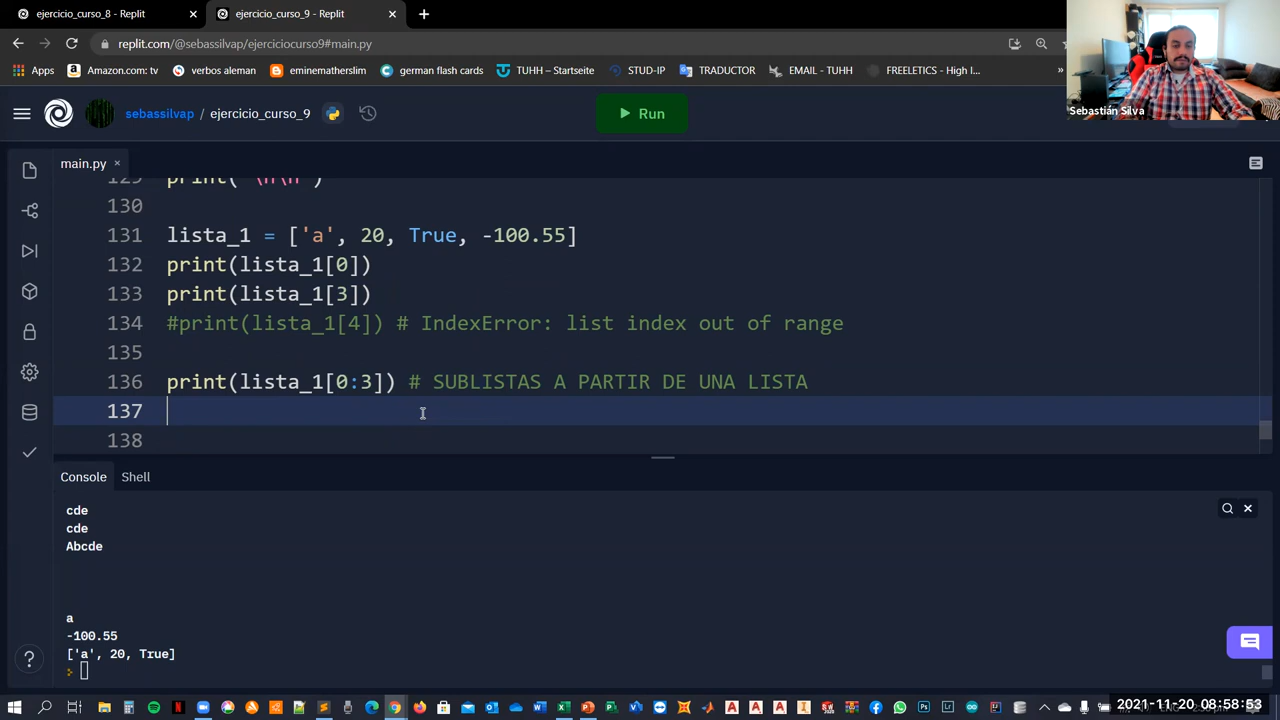 ejercicio_curso_8 - Replit
ejercicio_curso_9 - Replit
replit.com/@sebassilvap/ejerciciocurso9#main.py
Apps
Amazon.com: tv
verbos aleman
eminematherslim
german courses
TUHH – Startseite
STUD-IP
TRADUCTOR
EMAIL - TUHH
FREELETICS - High I...
»
Sebastián Silva
sebassilvap / ejercicio_curso_9
Run
main.py
129 print(" \n\n")
130
131 lista_1 = ['a', 20, True, -100.55]
132 print(lista_1[0])
133 print(lista_1[3])
134 #print(lista_1[4]) # IndexError: list index out of range
135
136 print(lista_1[0:3]) # SUBLISTAS A PARTIR DE UNA LISTA
137
138
Console Shell
cde
cde
Abcde
a
-100.55
['a', 20, True]
2021-11-20 08:58:53